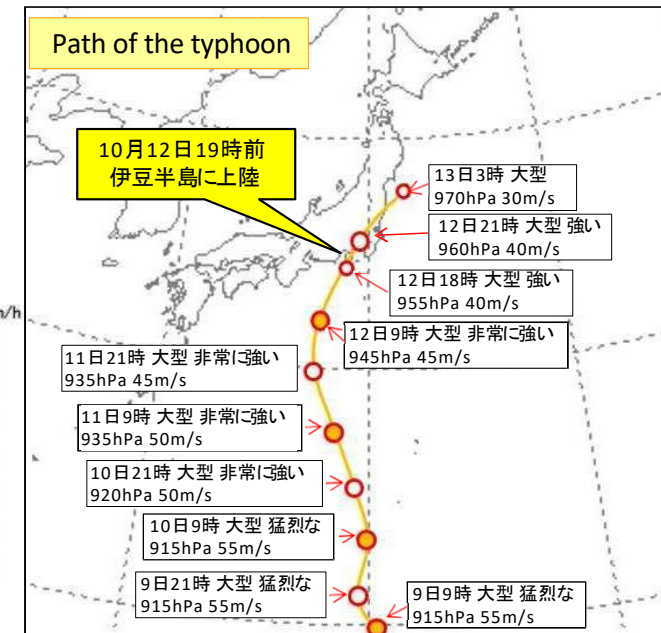 Path of the typhoon
10月12日19時前
伊豆半島に上陸
13日3時 大型
970hPa 30m/s
12日21時 大型 強い
960hPa 40m/s
12日18時 大型 強い
955hPa 40m/s
m/h
12日9時 大型 非常に強い
945hPa 45m/s
11日21時 大型 非常に強い
935hPa 45m/s
11日9時 大型 非常に強い
935hPa 50m/s
10日21時 大型 非常に強い
920hPa 50m/s
10日9時 大型 猛烈な
915hPa 55m/s
9日21時 大型 猛烈な
915hPa 55m/s
9日9時 大型 猛烈な
915hPa 55m/s